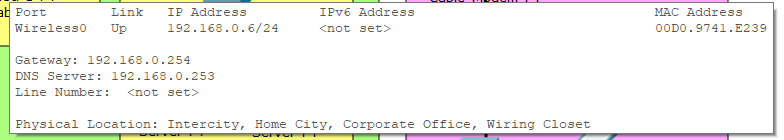 Port Link IP Address IPv6 Address MAC Address
Wireless0 Up 192.168.0.6/24 <not set> 00D0.9741.E239
Gateway: 192.168.0.254
DNS Server: 192.168.0.253
Line Number: <not set>
Physical Location: Intercity, Home City, Corporate Office, Wiring Closet